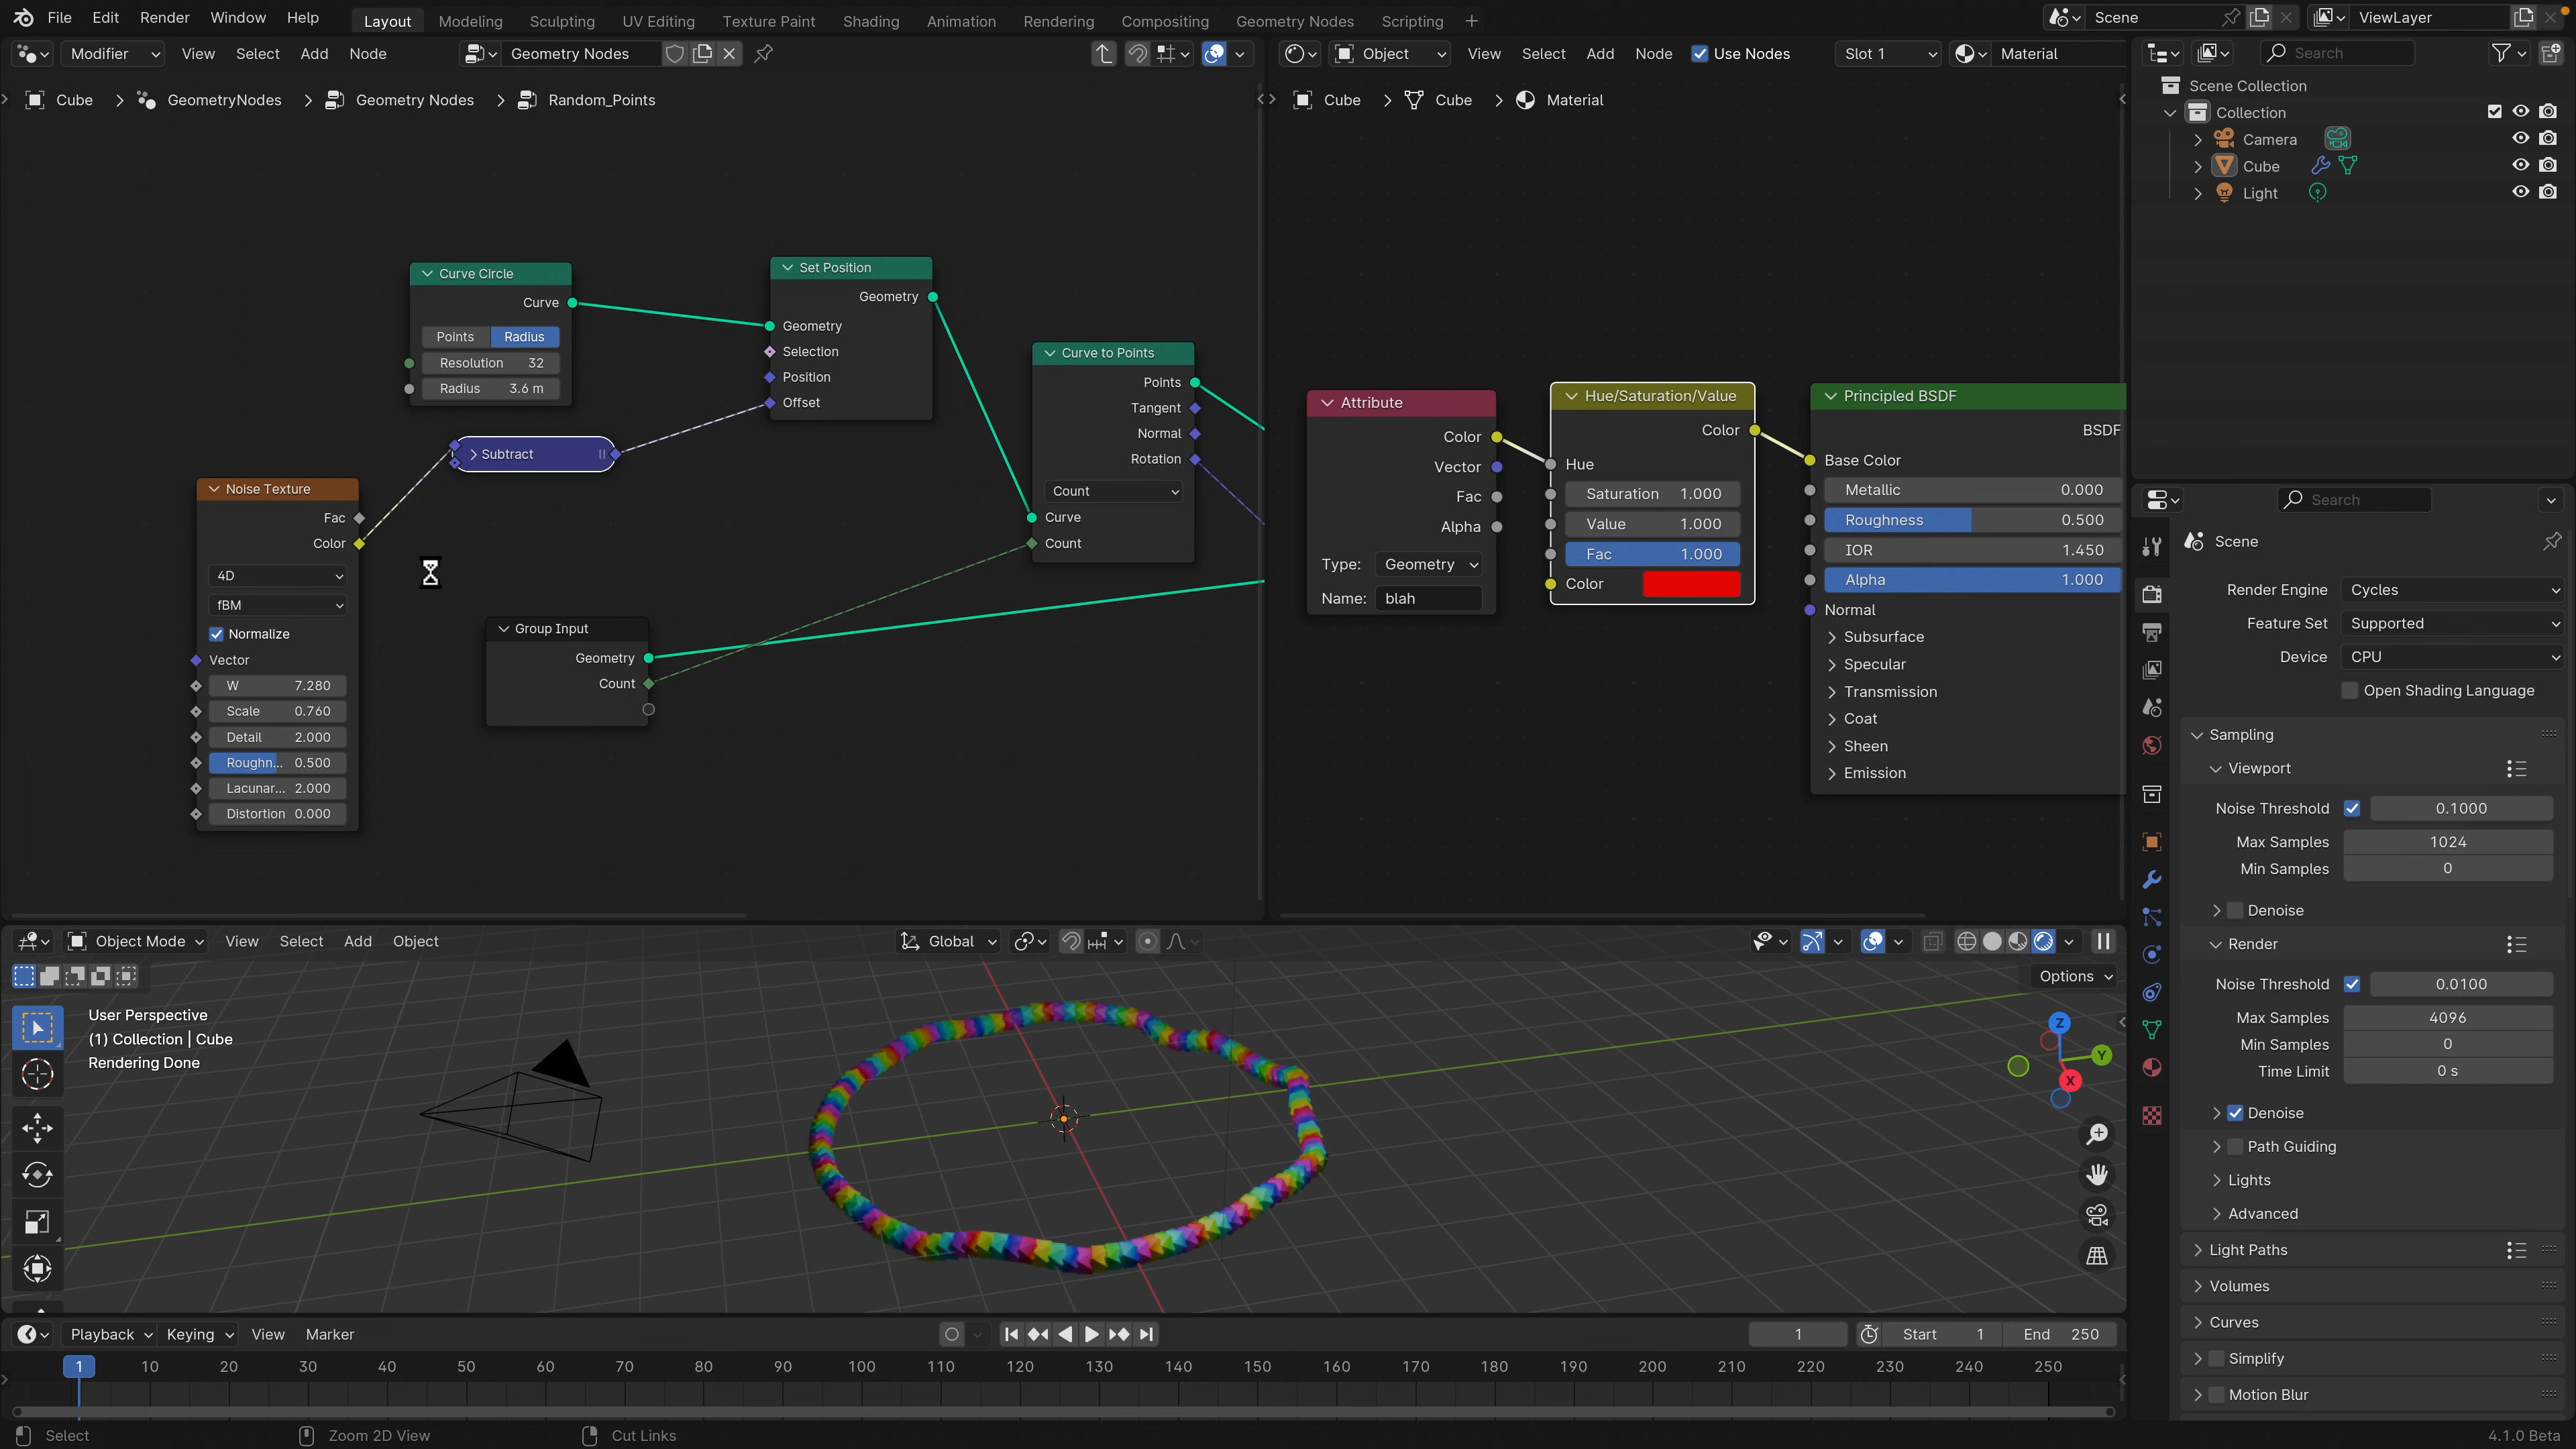 File Edit Render Window Help Layout Modeling Sculpting UV Editing Texture Paint Shading Animation Rendering Compositing Geometry Nodes Scripting Scene ViewLayer
Modifier View Select Add Node Geometry Nodes
Cube GeometryNodes Geometry Nodes Random_Points
Curve Circle
Curve
Points Radius
Resolution 32
Radius 3.6 m
Set Position
Geometry
Geometry
Selection
Position
Offset
Subtract
Curve to Points
Points
Tangent
Normal
Rotation
Count
Curve
Count
Noise Texture
Fac
Color
4D
fBM
Normalize
Vector
W 7.280
Scale 0.760
Detail 2.000
Roughn... 0.500
Lacunar... 2.000
Distortion 0.000
Group Input
Geometry
Count
Object View Select Add Node Use Nodes Slot 1 Material
Cube Cube Material
Attribute
Color
Vector
Fac
Alpha
Type: Geometry
Name: blah
Hue/Saturation/Value
Color
Hue
Saturation 1.000
Value 1.000
Fac 1.000
Color
Principled BSDF
BSDF
Base Color
Metallic 0.000
Roughness 0.500
IOR 1.450
Alpha 1.000
Normal
Subsurface
Specular
Transmission
Coat
Sheen
Emission
Search
Scene Collection
Collection
Camera
Cube
Light
Search
Scene
Render Engine Cycles
Feature Set Supported
Device CPU
Open Shading Language
Sampling
Viewport
Noise Threshold 0.1000
Max Samples 1024
Min Samples 0
Denoise
Render
Noise Threshold 0.0100
Max Samples 4096
Min Samples 0
Time Limit 0 s
Denoise
Path Guiding
Lights
Advanced
Light Paths
Volumes
Curves
Simplify
Motion Blur
Object Mode View Select Add Object Global
Options
User Perspective
(1) Collection | Cube
Rendering Done
Z
Y
X
Playback Keying View Marker 1 Start 1 End 250
1 10 20 30 40 50 60 70 80 90 100 110 120 130 140 150 160 170 180 190 200 210 220 230 240 250
Select Zoom 2D View Cut Links 4.1.0 Beta